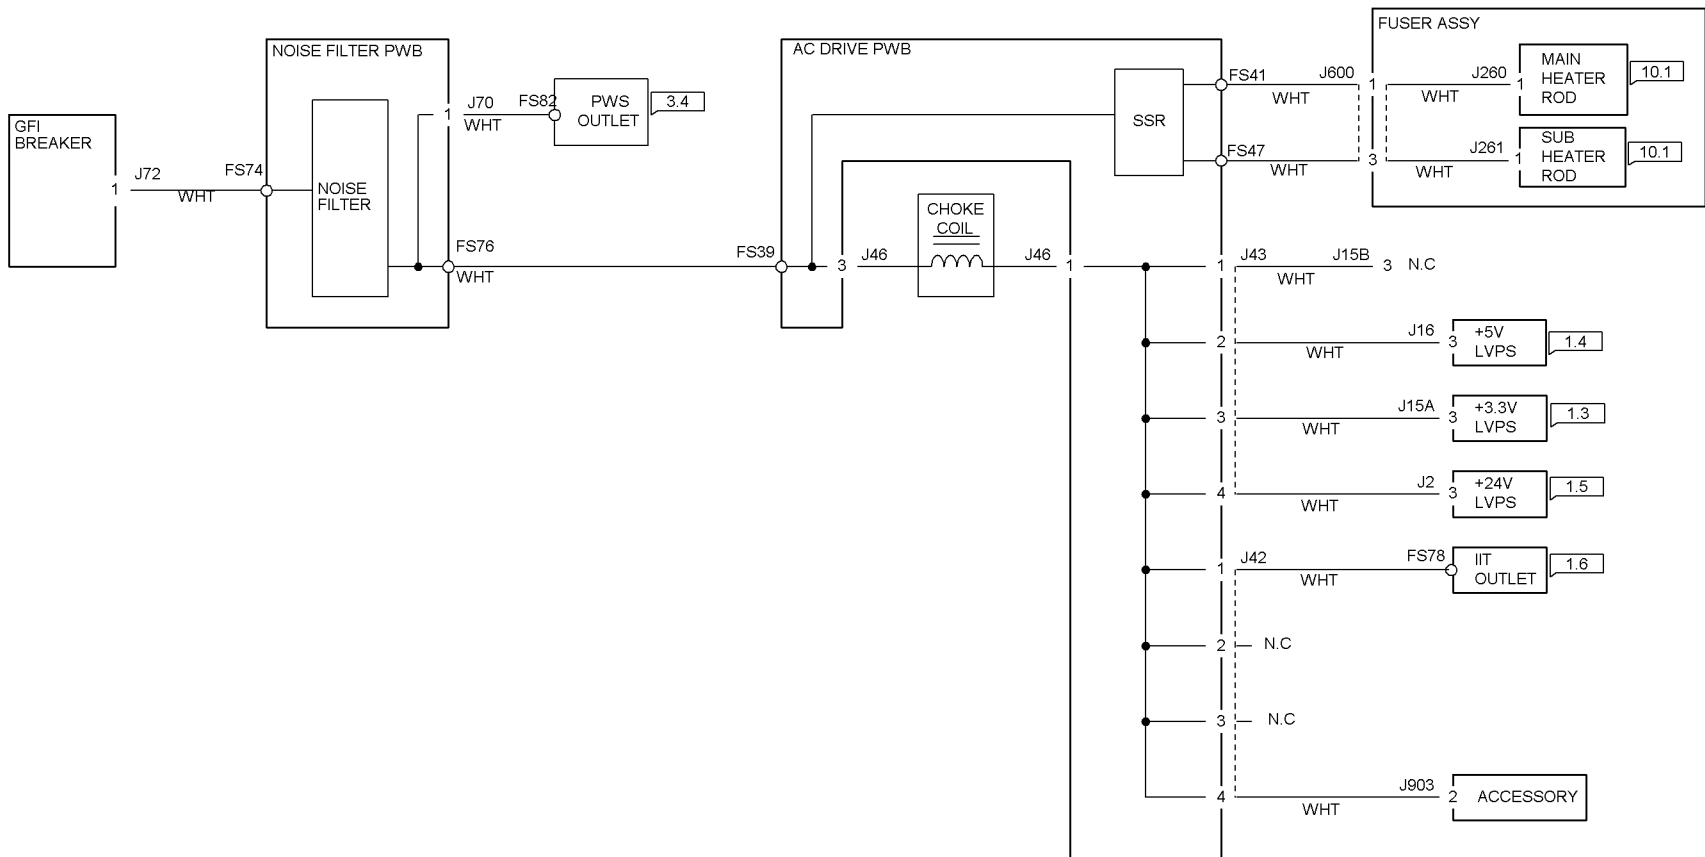 FUSER ASSY
NOISE FILTER PWB
AC DRIVE PWB
MAIN
HEATER
ROD
10.1
FS41
J600
1
J260
1
WHT
WHT
J70
FS82
PWS
OUTLET
3.4
1
WHT
SSR
GFI
BREAKER
SUB
HEATER
ROD
10.1
FS47
3
J261
1
WHT
WHT
J72
FS74
1
WHT
NOISE
FILTER
CHOKE
COIL
FS76
WHT
FS39
3
J46
J46
1
1
J43
J15B
3
N.C
WHT
J16
+5V
LVPS
1.4
2
3
WHT
J15A
+3.3V
LVPS
1.3
3
3
WHT
J2
+24V
LVPS
1.5
4
3
WHT
J42
FS78
IIT
OUTLET
1.6
1
WHT
2
N.C
3
N.C
J903
4
2
ACCESSORY
WHT